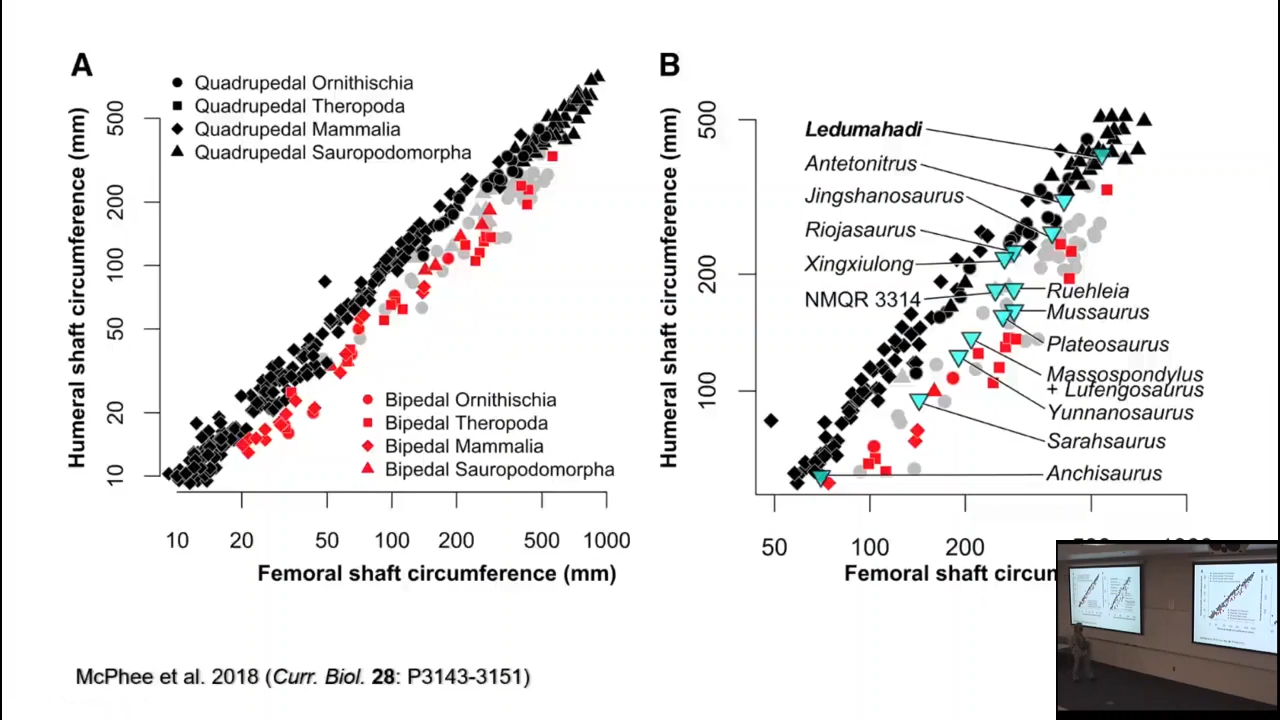 A
Quadrupedal Ornithischia
Quadrupedal Theropoda
Quadrupedal Mammalia
Quadrupedal Sauropodomorpha
Humeral shaft circumference (mm)
500
200
100
50
20
10
Bipedal Ornithischia
Bipedal Theropoda
Bipedal Mammalia
Bipedal Sauropodomorpha
10 20 50 100 200 500 1000
Femoral shaft circumference (mm)
B
Humeral shaft circumference (mm)
500
200
100
Ledumahadi
Antetonitrus
Jingshanosaurus
Riojasaurus
Xingxiulong
NMQR 3314
Ruehleia
Mussaurus
Plateosaurus
Massospondylus
+ Lufengosaurus
Yunnanosaurus
Sarahsaurus
Anchisaurus
50 100 200
Femoral shaft circum
McPhee et al. 2018 (Curr. Biol. 28: P3143-3151)